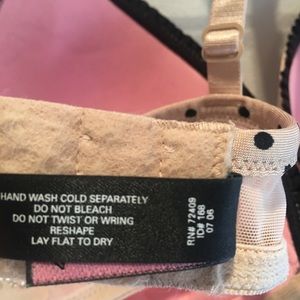 HAND WASH COLD SEPARATELY
DO NOT BLEACH
DO NOT TWIST OR WRING
RESHAPE
LAY FLAT TO DRY
RN# 72409
ID# 168
07 06